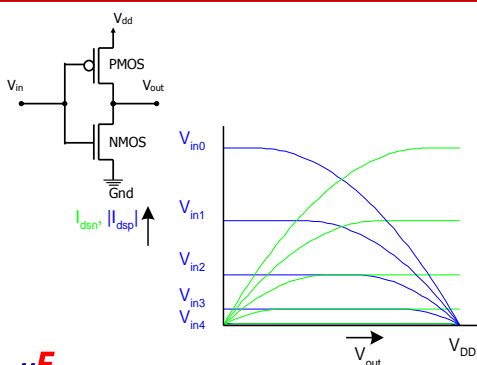 Vdd
PMOS
Vin
Vout
NMOS
Gnd
Idsn, |Idsp|
Vin0
Vin1
Vin2
Vin3
Vin4
Vout
VDD